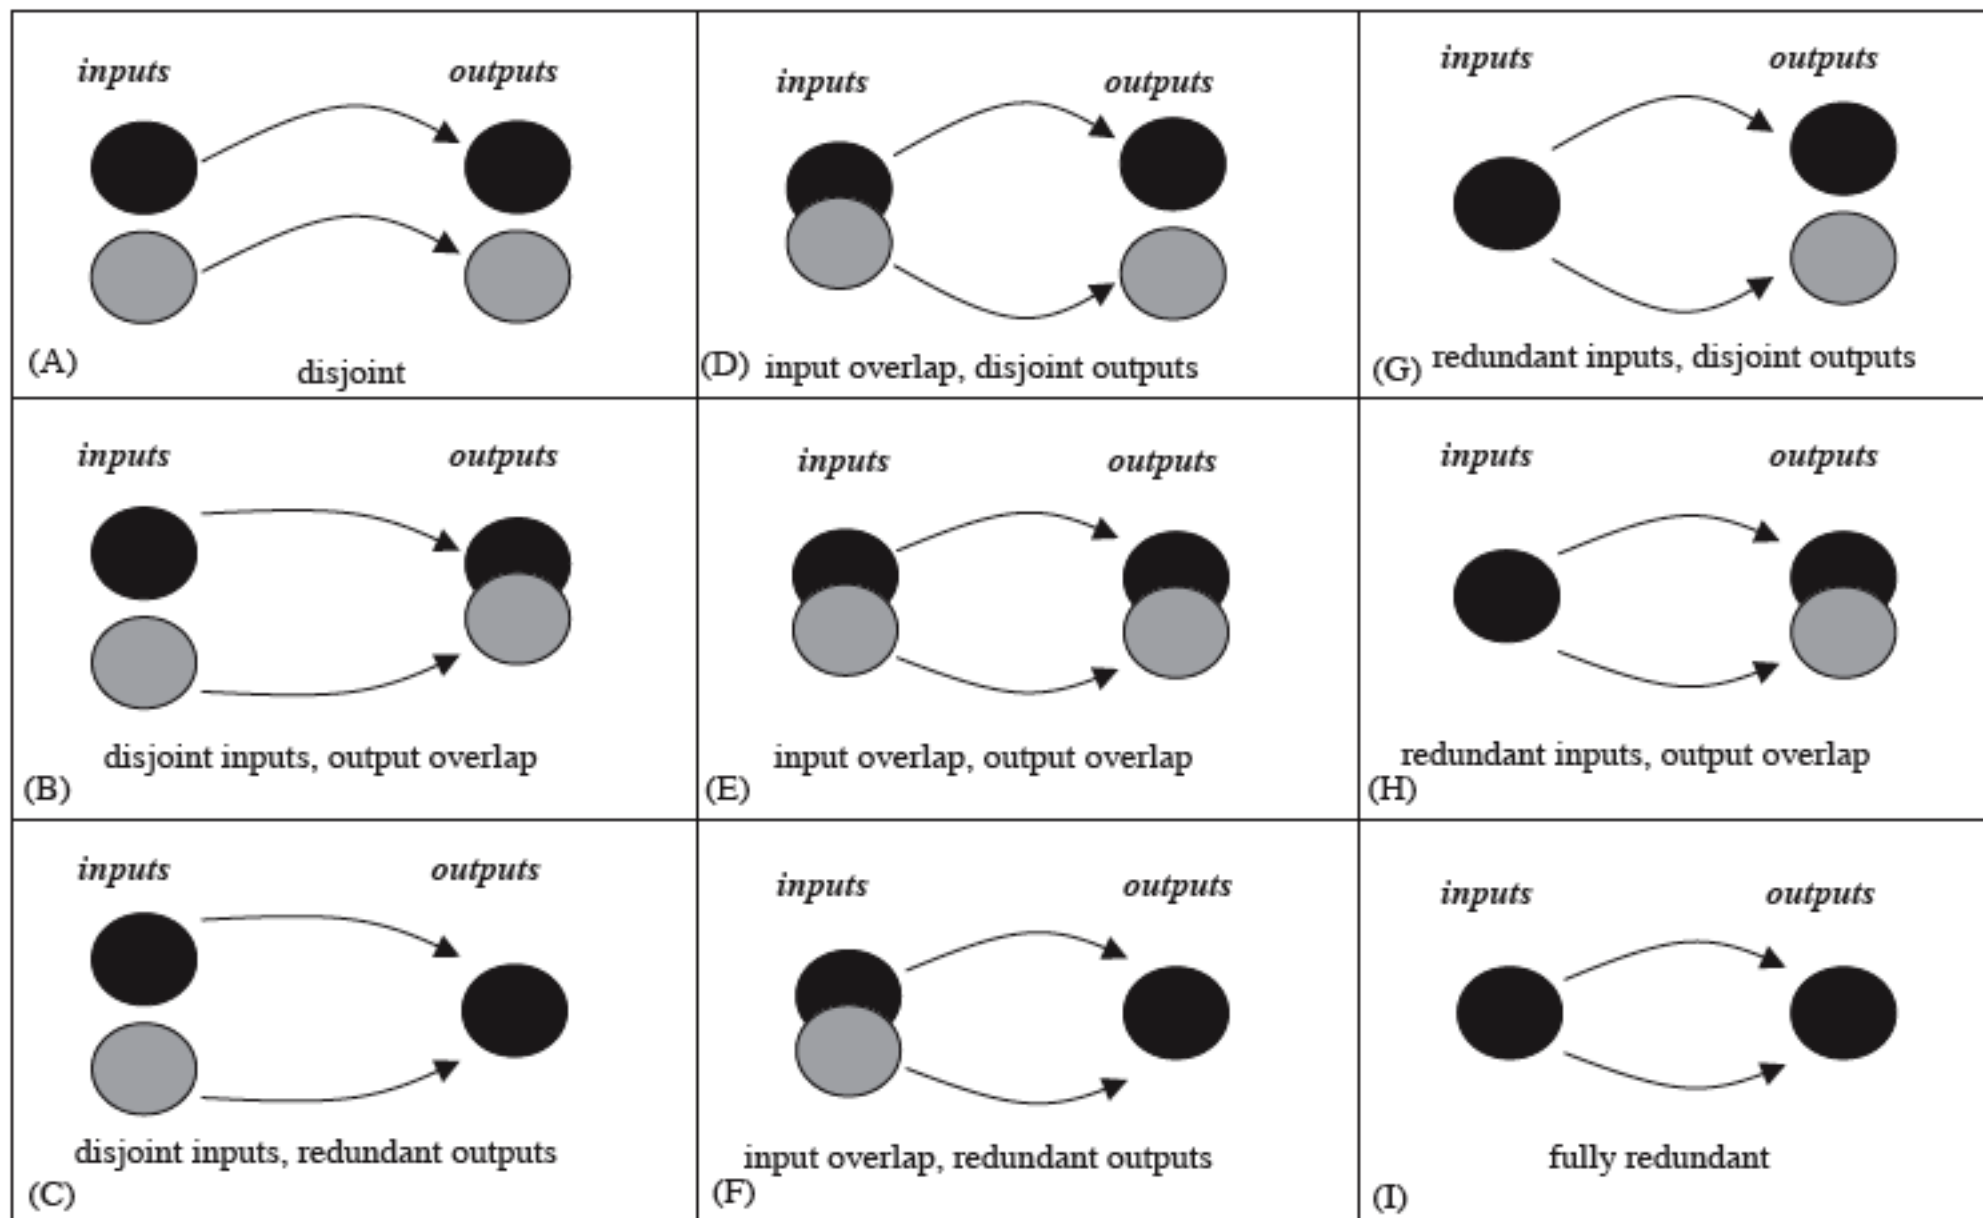 inputs outputs
(A) disjoint
inputs outputs
(D) input overlap, disjoint outputs
inputs outputs
(G) redundant inputs, disjoint outputs
inputs outputs
disjoint inputs, output overlap
(B)
inputs outputs
input overlap, output overlap
(E)
inputs outputs
redundant inputs, output overlap
(H)
inputs outputs
disjoint inputs, redundant outputs
(C)
inputs outputs
input overlap, redundant outputs
(F)
inputs outputs
fully redundant
(I)